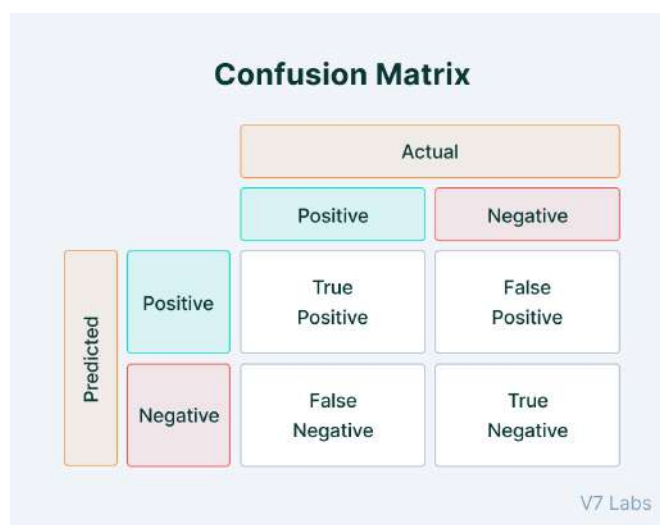 Confusion Matrix
Actual
Positive
Negative
Predicted
Positive
True
Positive
False
Positive
Negative
False
Negative
True
Negative
V7 Labs